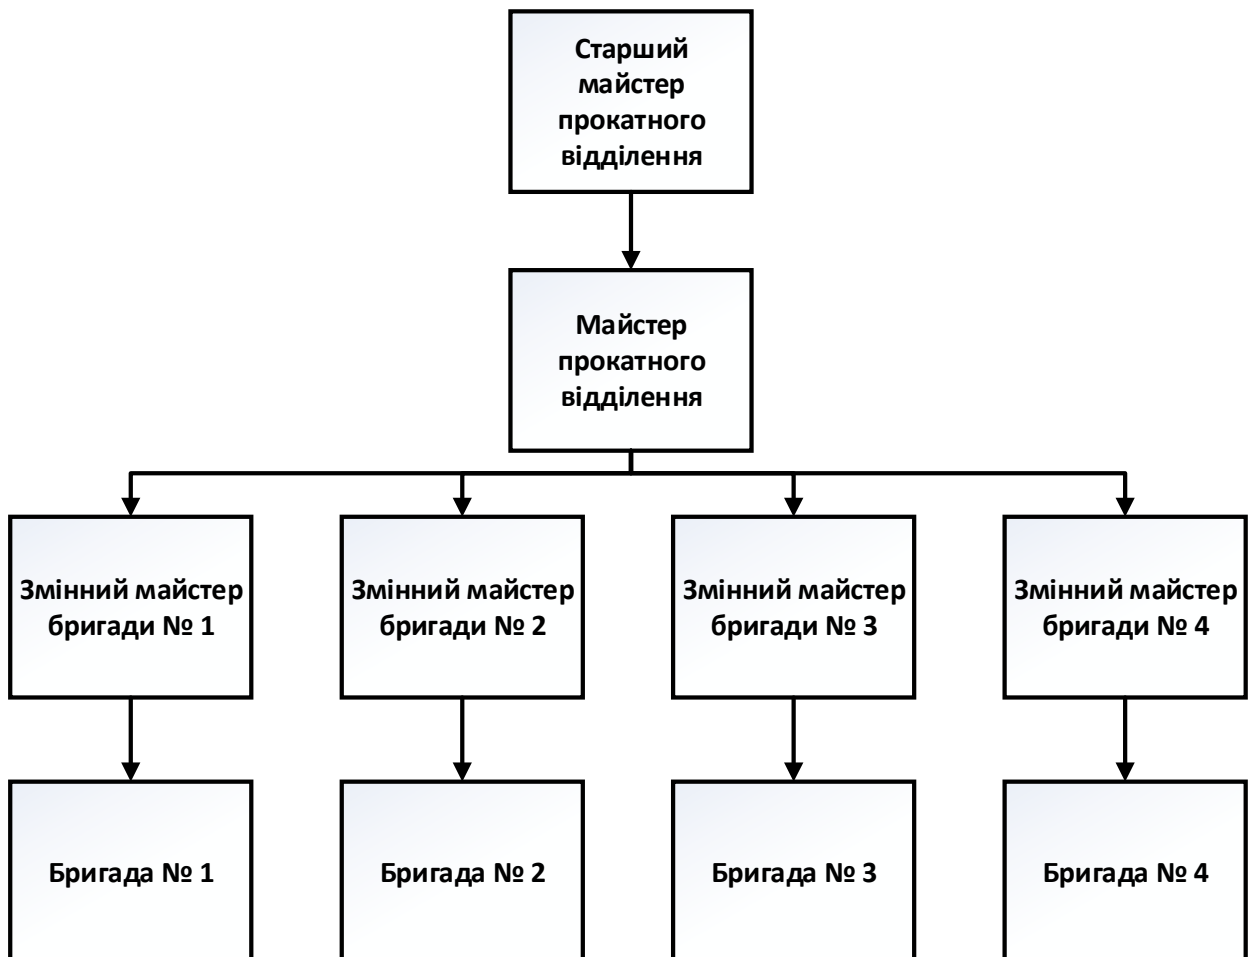 Старший
майстер
прокатного
відділення
Майстер
прокатного
відділення
Змінний майстер
бригади № 1
Змінний майстер
бригади № 2
Змінний майстер
бригади № 3
Змінний майстер
бригади № 4
Бригада № 1
Бригада № 2
Бригада № 3
Бригада № 4